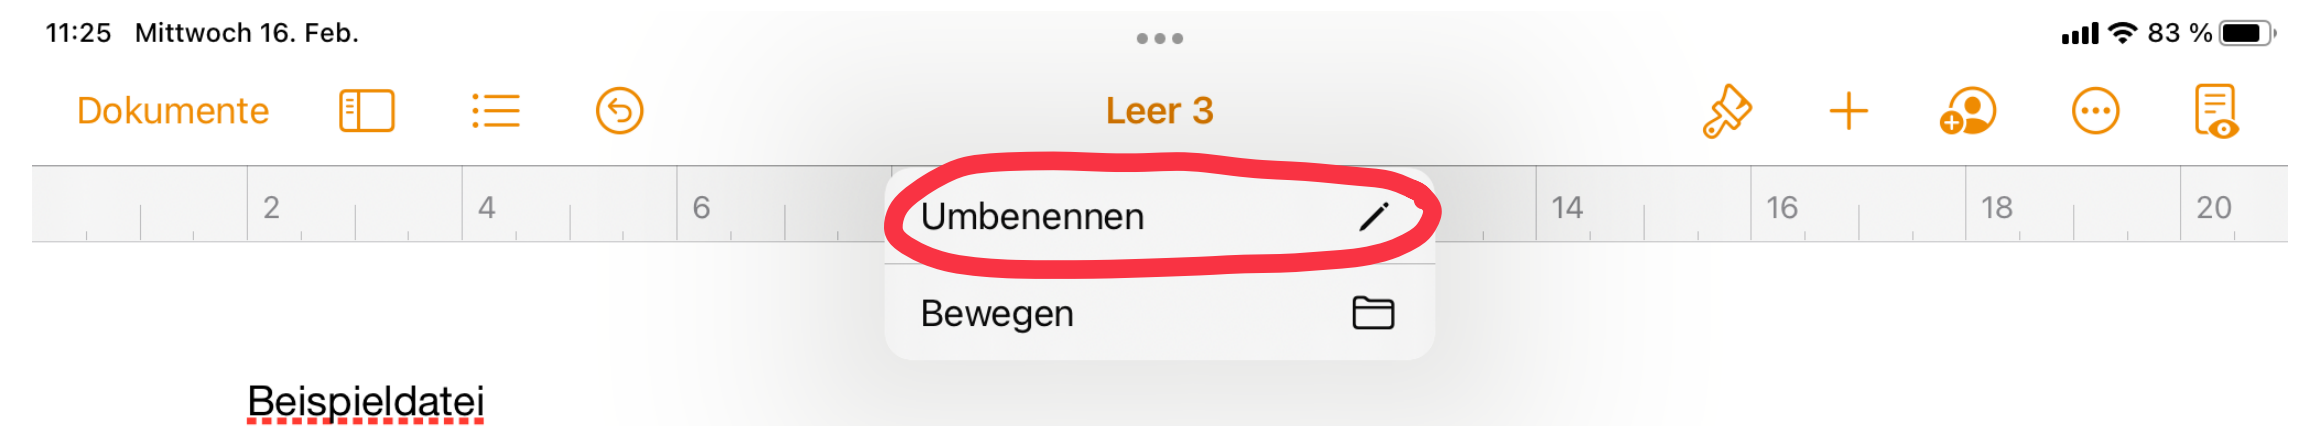 11:25 Mittwoch 16. Feb. 83 %
Dokumente Leer 3
2 4 6 14 16 18 20
Umbenennen
Bewegen
Beispieldatei